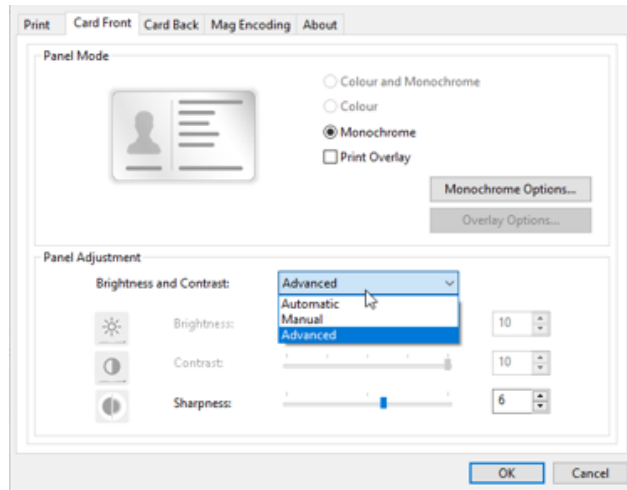 Print Card Front Card Back Mag Encoding About
Panel Mode
Colour and Monochrome
Colour
Monochrome
Print Overlay
Monochrome Options...
Overlay Options...
Panel Adjustment
Brightness and Contrast: Advanced
Automatic
Manual
Advanced
Brightness: 10
Contrast: 10
Sharpness: 6
OK Cancel